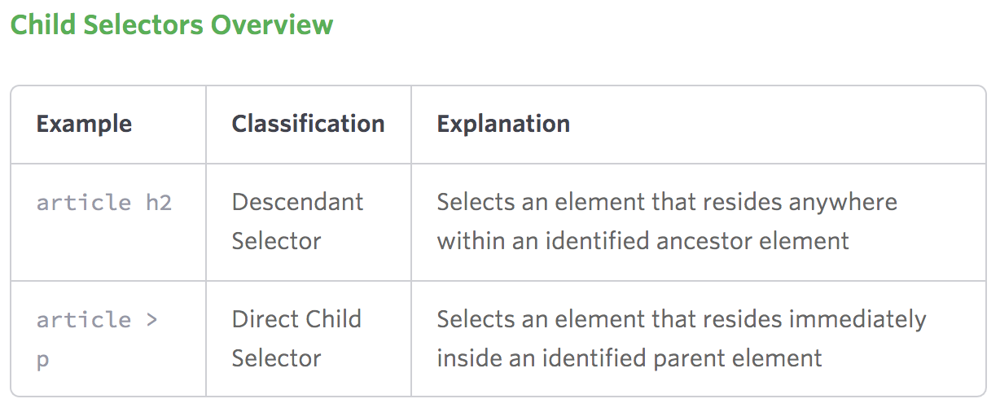 Child Selectors Overview
Example Classification Explanation
article h2 Descendant Selector Selects an element that resides anywhere within an identified ancestor element
article > p Direct Child Selector Selects an element that resides immediately inside an identified parent element